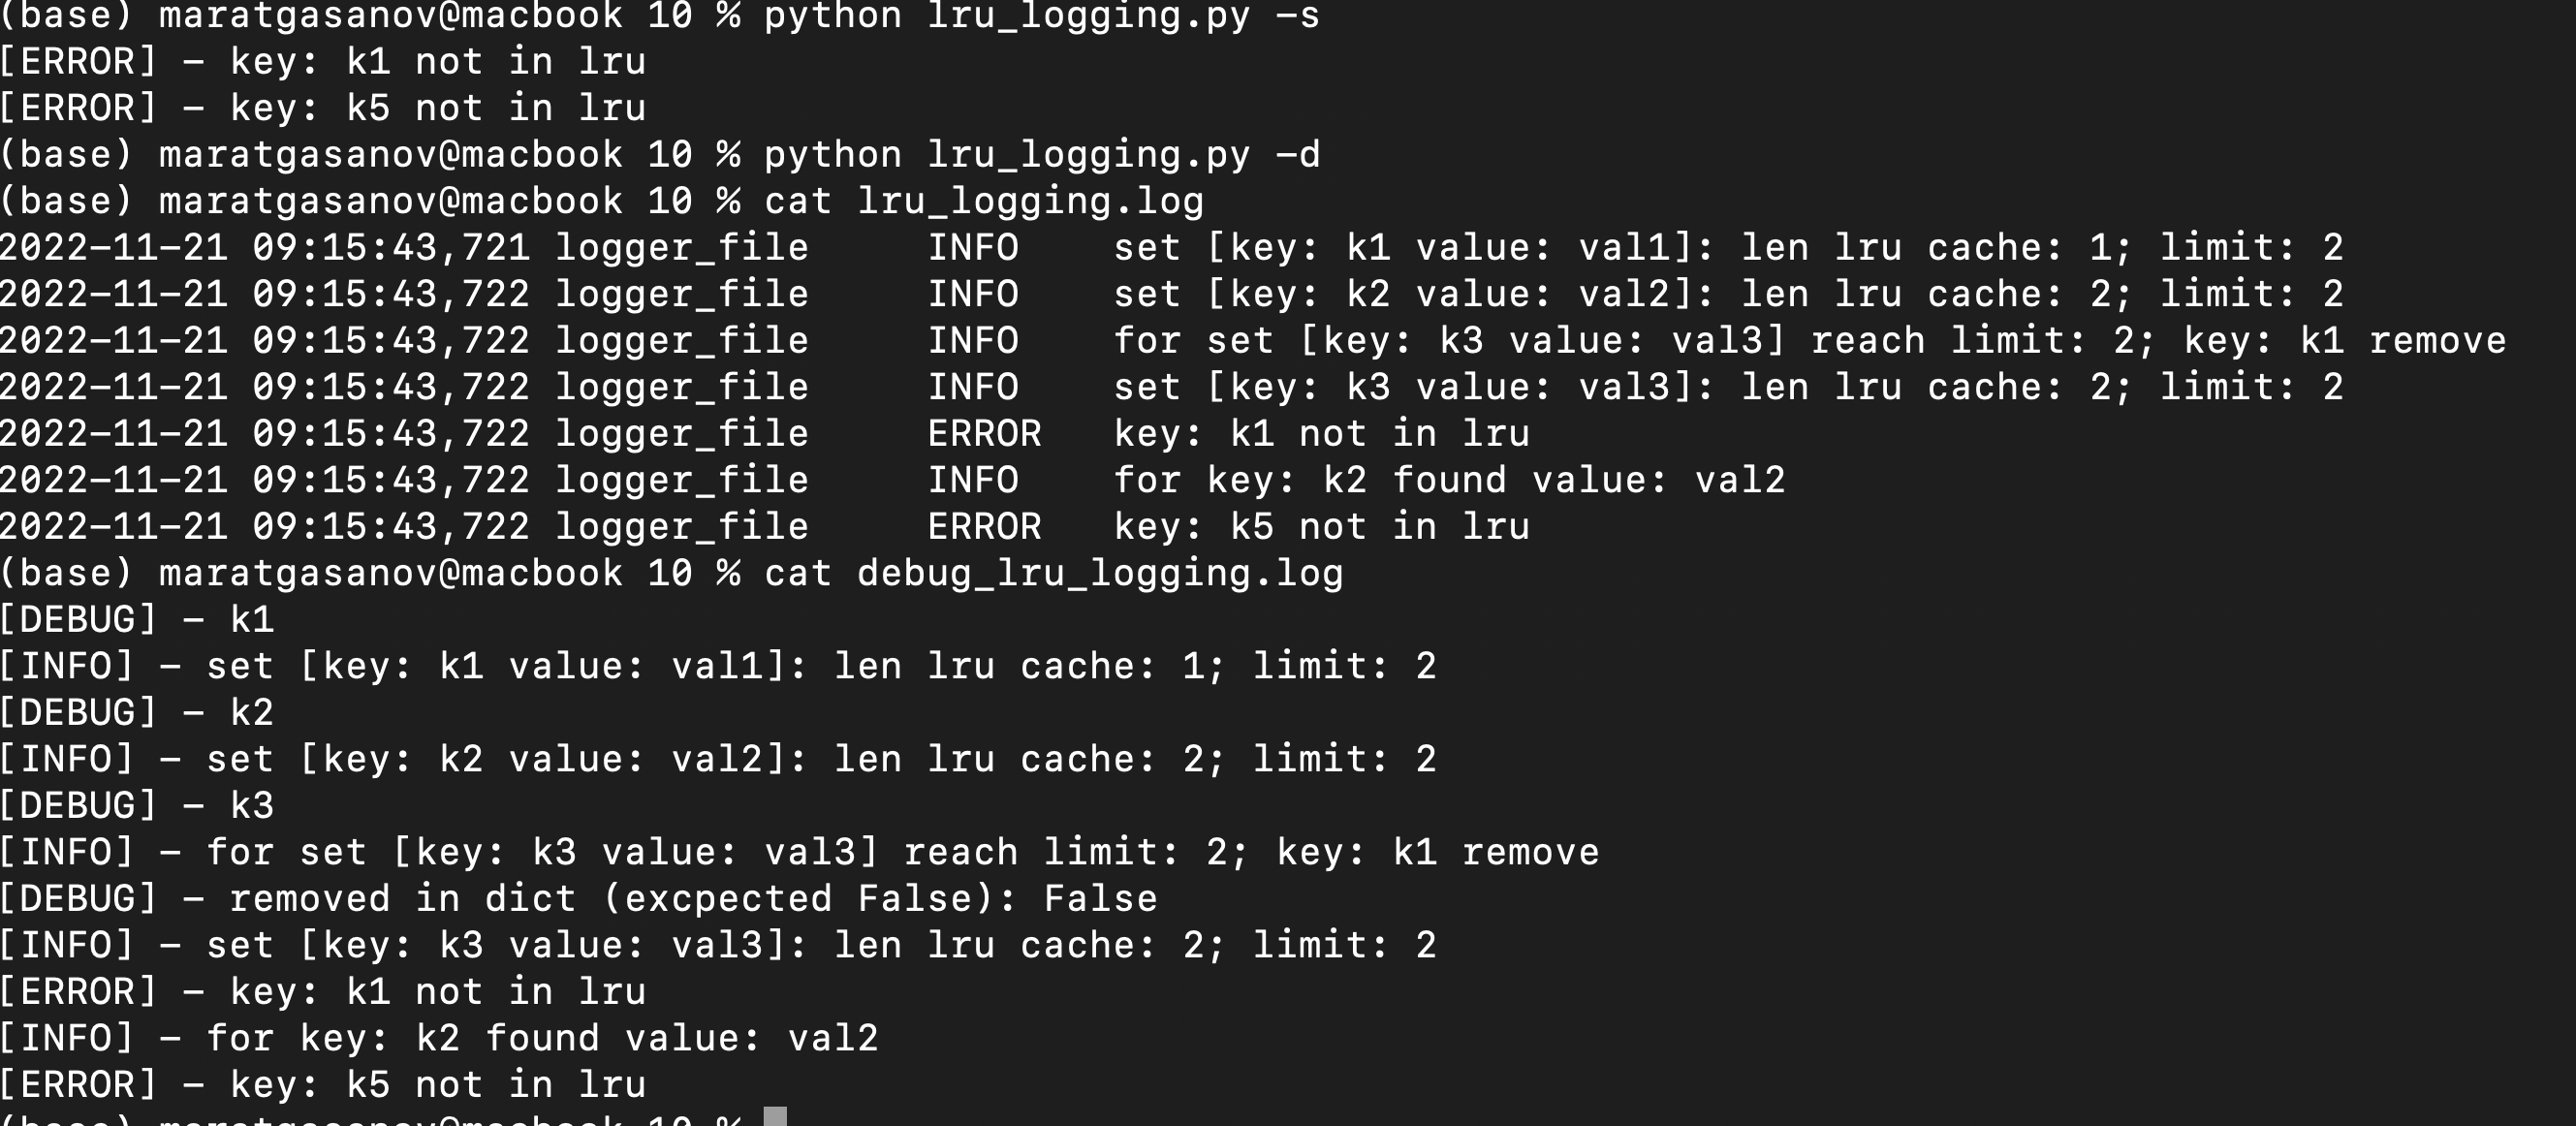 (base) maratgasanov@macbook 10 % python lru_logging.py -s
[ERROR] - key: k1 not in lru
[ERROR] - key: k5 not in lru
(base) maratgasanov@macbook 10 % python lru_logging.py -d
(base) maratgasanov@macbook 10 % cat lru_logging.log
2022-11-21 09:15:43,721 logger_file     INFO    set [key: k1 value: val1]: len lru cache: 1; limit: 2
2022-11-21 09:15:43,722 logger_file     INFO    set [key: k2 value: val2]: len lru cache: 2; limit: 2
2022-11-21 09:15:43,722 logger_file     INFO    for set [key: k3 value: val3] reach limit: 2; key: k1 remove
2022-11-21 09:15:43,722 logger_file     INFO    set [key: k3 value: val3]: len lru cache: 2; limit: 2
2022-11-21 09:15:43,722 logger_file     ERROR   key: k1 not in lru
2022-11-21 09:15:43,722 logger_file     INFO    for key: k2 found value: val2
2022-11-21 09:15:43,722 logger_file     ERROR   key: k5 not in lru
(base) maratgasanov@macbook 10 % cat debug_lru_logging.log
[DEBUG] - k1
[INFO] - set [key: k1 value: val1]: len lru cache: 1; limit: 2
[DEBUG] - k2
[INFO] - set [key: k2 value: val2]: len lru cache: 2; limit: 2
[DEBUG] - k3
[INFO] - for set [key: k3 value: val3] reach limit: 2; key: k1 remove
[DEBUG] - removed in dict (excpected False): False
[INFO] - set [key: k3 value: val3]: len lru cache: 2; limit: 2
[ERROR] - key: k1 not in lru
[INFO] - for key: k2 found value: val2
[ERROR] - key: k5 not in lru
(base) maratgasanov@macbook 10 %